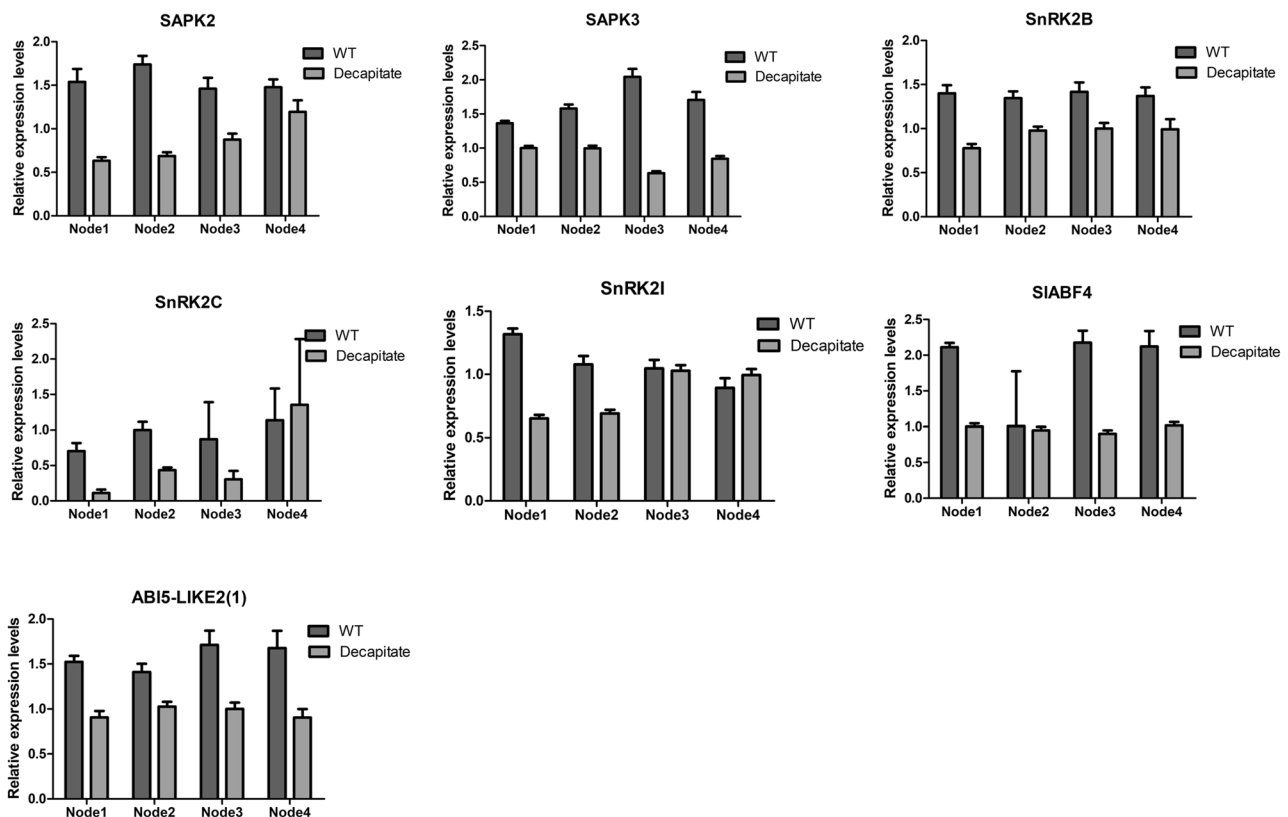 SAPK2
Relative expression levels
2.0
1.5
1.0
0.5
0.0
WT
Decapitate
Node1 Node2 Node3 Node4
SAPK3
Relative expression levels
2.5
2.0
1.5
1.0
0.5
0.0
WT
Decapitate
Node1 Node2 Node3 Node4
SnRK2B
Relative expression levels
2.0
1.5
1.0
0.5
0.0
WT
Decapitate
Node1 Node2 Node3 Node4
SnRK2C
Relative expression levels
2.5
2.0
1.5
1.0
0.5
0.0
WT
Decapitate
Node1 Node2 Node3 Node4
SnRK2I
Relative expression levels
1.5
1.0
0.5
0.0
WT
Decapitate
Node1 Node2 Node3 Node4
SlABF4
Relative expression levels
2.5
2.0
1.5
1.0
0.5
0.0
WT
Decapitate
Node1 Node2 Node3 Node4
ABI5-LIKE2(1)
Relative expression levels
2.0
1.5
1.0
0.5
0.0
WT
Decapitate
Node1 Node2 Node3 Node4